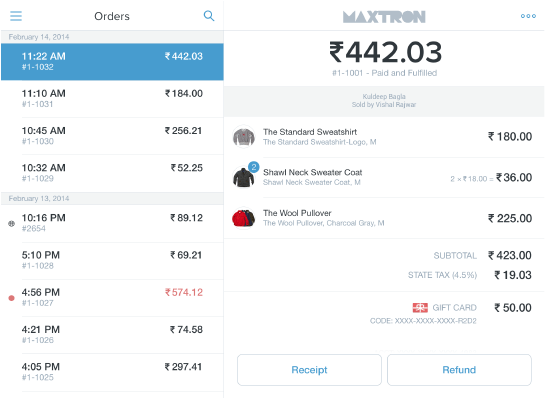 Orders
February 14, 2014
11:22 AM ₹442.03
#1-1032
11:10 AM ₹184.00
#1-1031
10:45 AM ₹256.21
#1-1030
10:32 AM ₹52.25
#1-1029
February 13, 2014
10:16 PM ₹89.12
#2654
5:10 PM ₹69.21
#1-1028
4:56 PM ₹574.12
#1-1027
4:21 PM ₹74.58
#1-1026
4:05 PM ₹297.41
#1-1025
MAXTRON
₹442.03
#1-1001 - Paid and Fulfilled
Kuldeep Bagla
Sold by Vishal Rajwar
The Standard Sweatshirt ₹180.00
The Standard Sweatshirt-Logo, M
2
Shawl Neck Sweater Coat 2 × ₹18.00 = ₹36.00
Shawl Neck Sweater Coat, M
The Wool Pullover ₹225.00
The Wool Pullover, Charcoal Gray, M
SUBTOTAL ₹423.00
STATE TAX (4.5%) ₹19.03
GIFT CARD ₹50.00
CODE: XXXX-XXXX-XXXX-R2D2
Receipt Refund